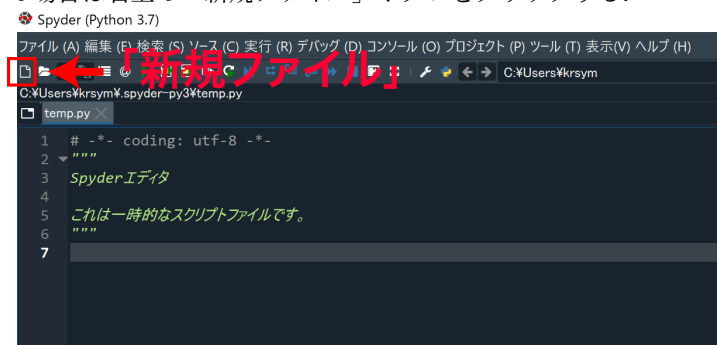 Spyder (Python 3.7)
ファイル (A) 編集 (E) 検索 (S) ソース (C) 実行 (R) デバッグ (D) コンソール (O) プロジェクト (P) ツール (T) 表示(V) ヘルプ (H)
「新規ファイル」
C:¥Users¥krsym
C:¥Users¥krsym¥.spyder-py3¥temp.py
temp.py
1 # -*- coding: utf-8 -*-
2 """
3 Spyderエディタ
4
5 これは一時的なスクリプトファイルです。
6 """
7